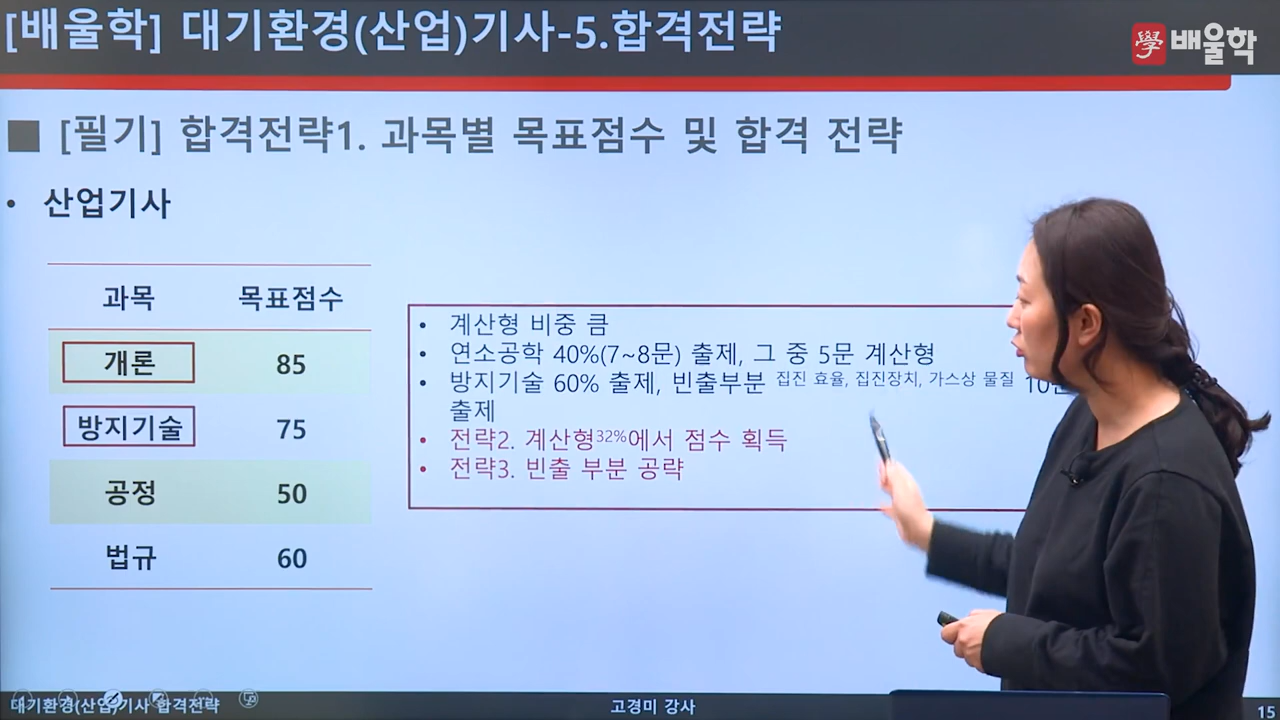 [배울학] 대기환경(산업)기사-5.합격전략
學 배울학
■ [필기] 합격전략1. 과목별 목표점수 및 합격 전략
• 산업기사
과목 목표점수
개론 85
방지기술 75
공정 50
법규 60
• 계산형 비중 큼
• 연소공학 40%(7~8문) 출제, 그 중 5문 계산형
• 방지기술 60% 출제, 빈출부분 집진 효율, 집진장치, 가스상 물질 10문
출제
• 전략2. 계산형32%에서 점수 획득
• 전략3. 빈출 부분 공략
대기환경(산업)기사 합격전략
고경미 강사
15